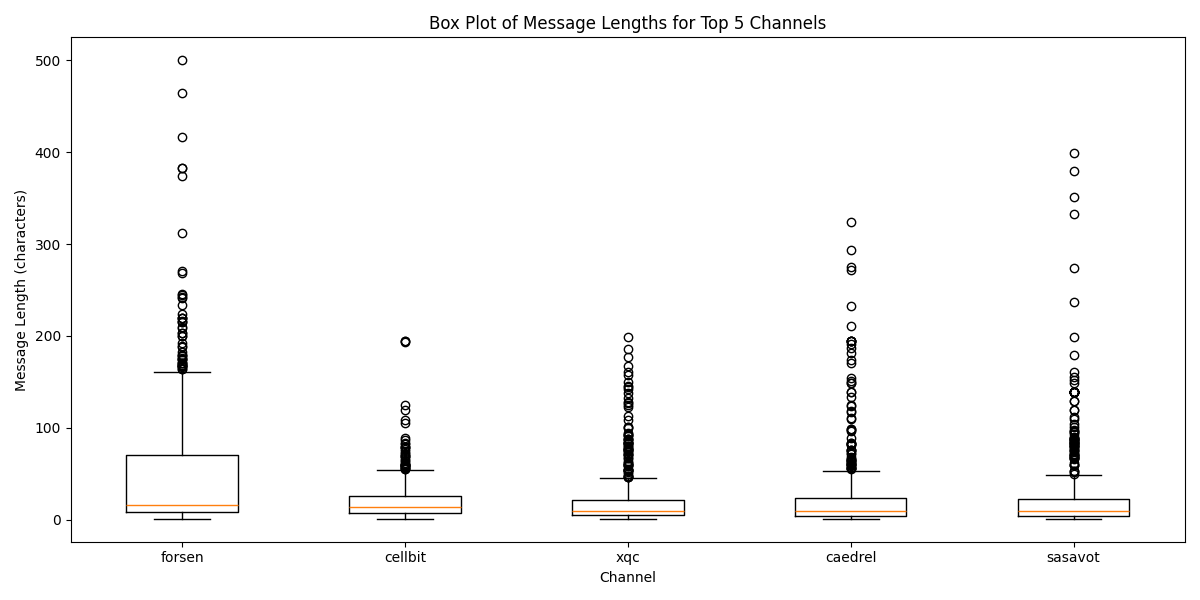 Box Plot of Message Lengths for Top 5 Channels
Message Length (characters)
500
400
300
200
100
0
forsen cellbit xqc caedrel sasavot
Channel